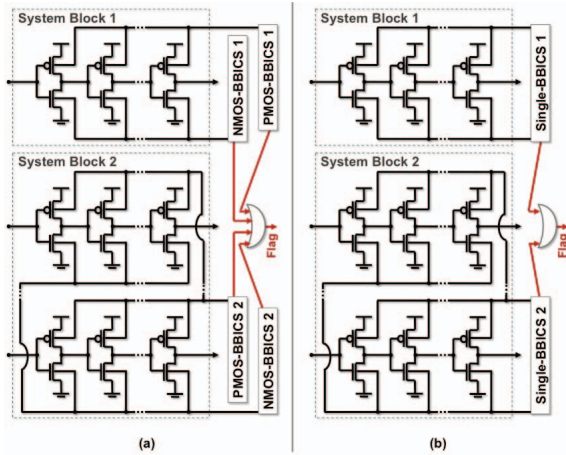 System Block 1
NMOS-BBICS 1
PMOS-BBICS 1
System Block 2
Flag
PMOS-BBICS 2
NMOS-BBICS 2
(a)
System Block 1
Single-BBICS 1
System Block 2
Flag
Single-BBICS 2
(b)